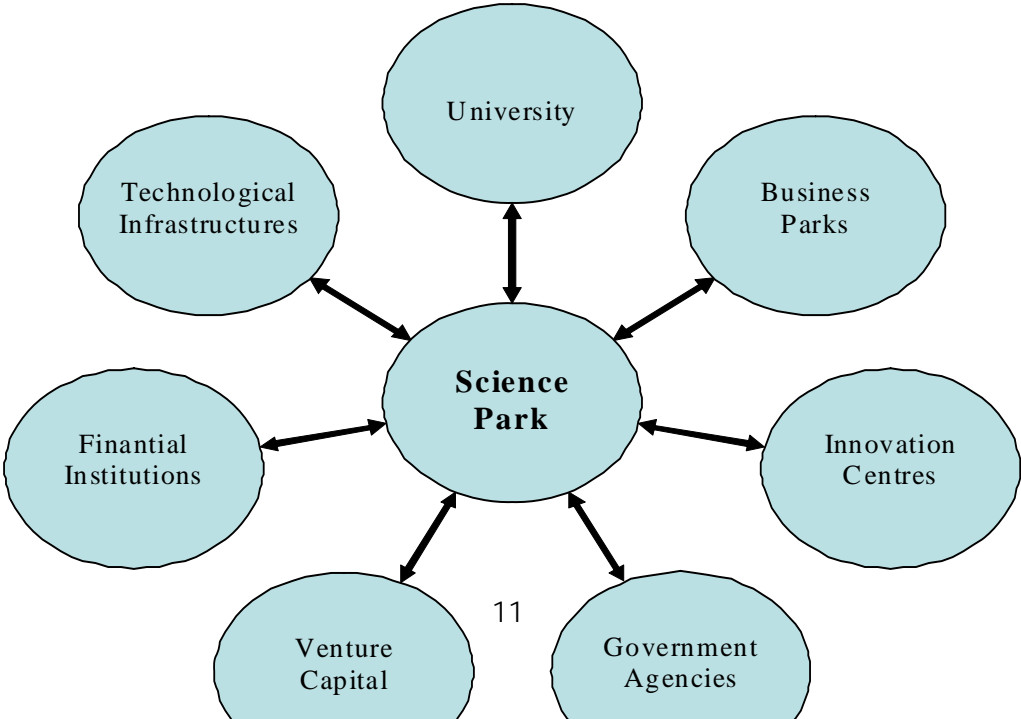 University
Technological
Infrastructures
Business
Parks
Science
Park
Finantial
Institutions
Innovation
Centres
11
Venture
Capital
Government
Agencies